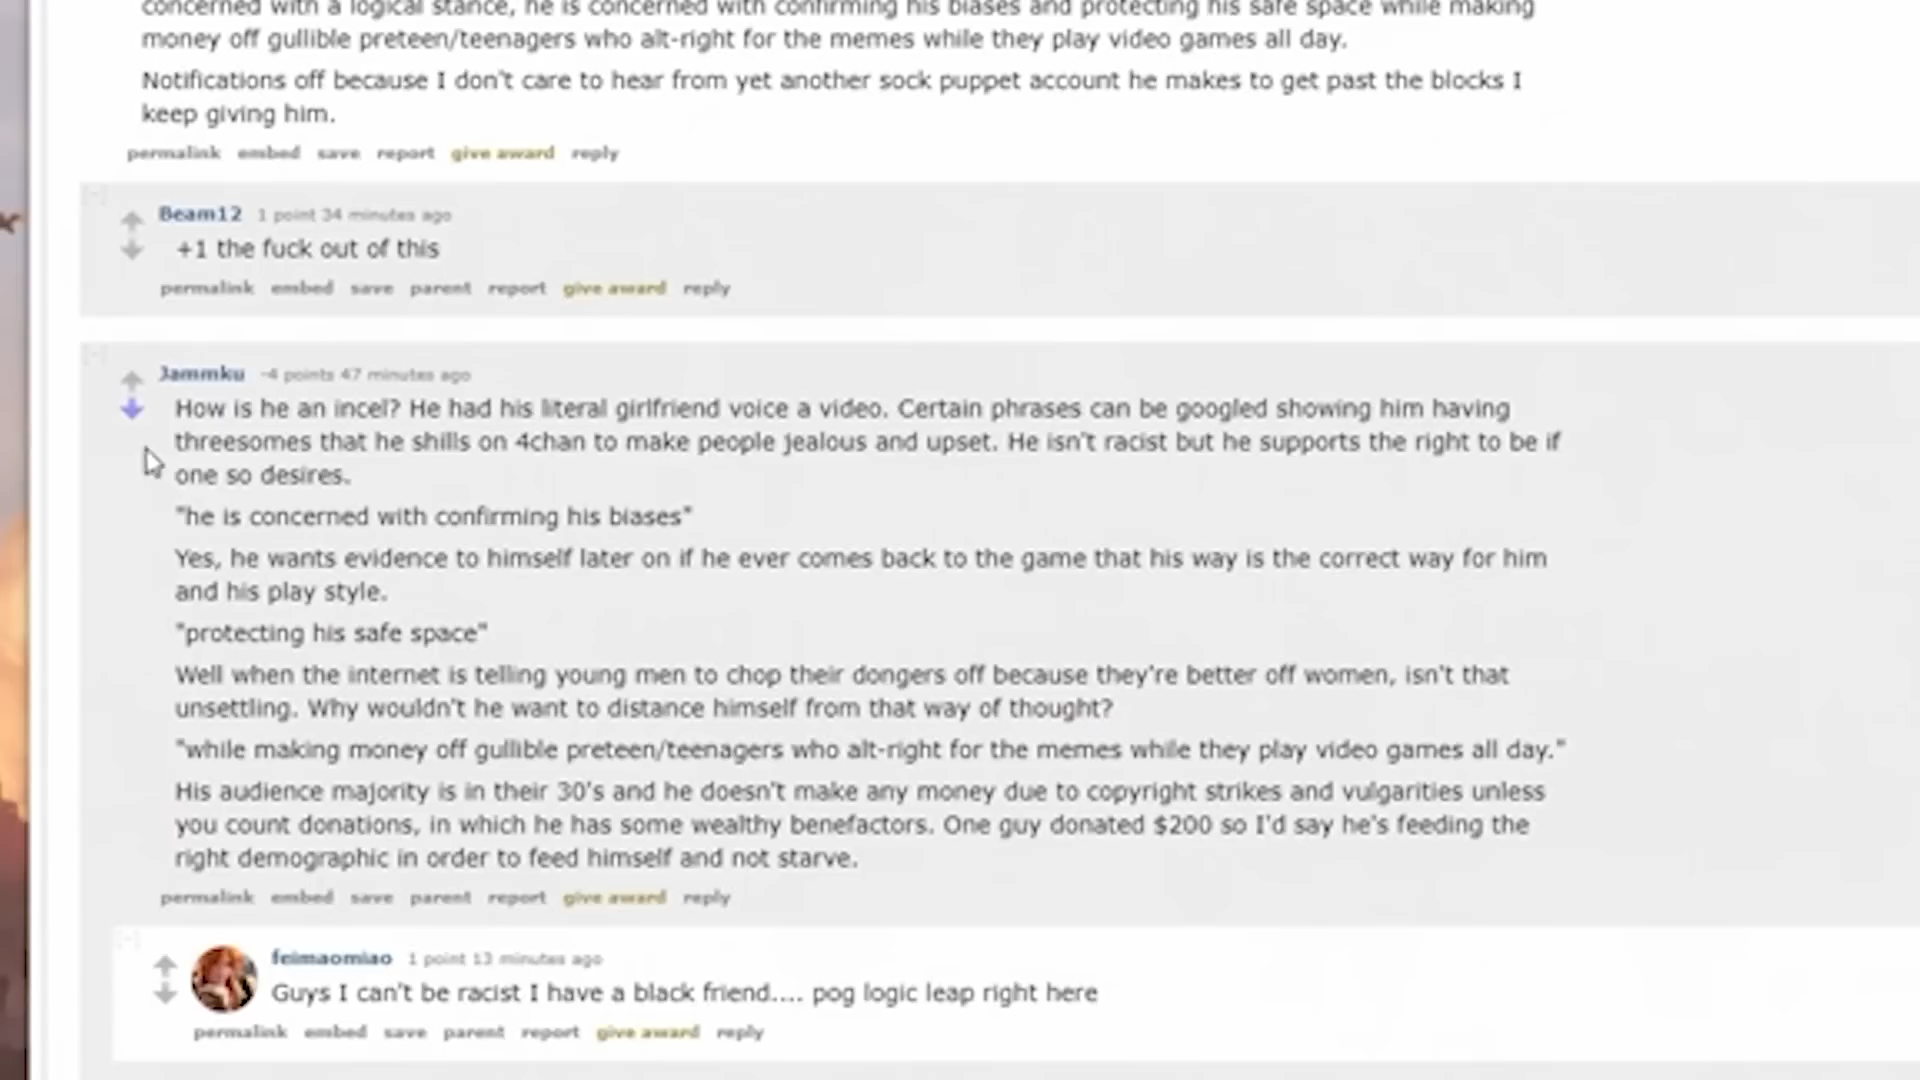 concerned with a logical stance, he is concerned with confirming his biases and protecting his safe space while making
money off gullible preteen/teenagers who alt-right for the memes while they play video games all day.
Notifications off because I don't care to hear from yet another sock puppet account he makes to get past the blocks I
keep giving him.
permalink embed save report give award reply
[-]
Beam12 1 point 34 minutes ago
+1 the fuck out of this
permalink embed save parent report give award reply
[-]
Jammku -4 points 47 minutes ago
How is he an incel? He had his literal girlfriend voice a video. Certain phrases can be googled showing him having
threesomes that he shills on 4chan to make people jealous and upset. He isn't racist but he supports the right to be if
one so desires.
"he is concerned with confirming his biases"
Yes, he wants evidence to himself later on if he ever comes back to the game that his way is the correct way for him
and his play style.
"protecting his safe space"
Well when the internet is telling young men to chop their dongers off because they're better off women, isn't that
unsettling. Why wouldn't he want to distance himself from that way of thought?
"while making money off gullible preteen/teenagers who alt-right for the memes while they play video games all day."
His audience majority is in their 30's and he doesn't make any money due to copyright strikes and vulgarities unless
you count donations, in which he has some wealthy benefactors. One guy donated $200 so I'd say he's feeding the
right demographic in order to feed himself and not starve.
permalink embed save parent report give award reply
[-]
feimaomiao 1 point 13 minutes ago
Guys I can't be racist I have a black friend.... pog logic leap right here
permalink embed save parent report give award reply